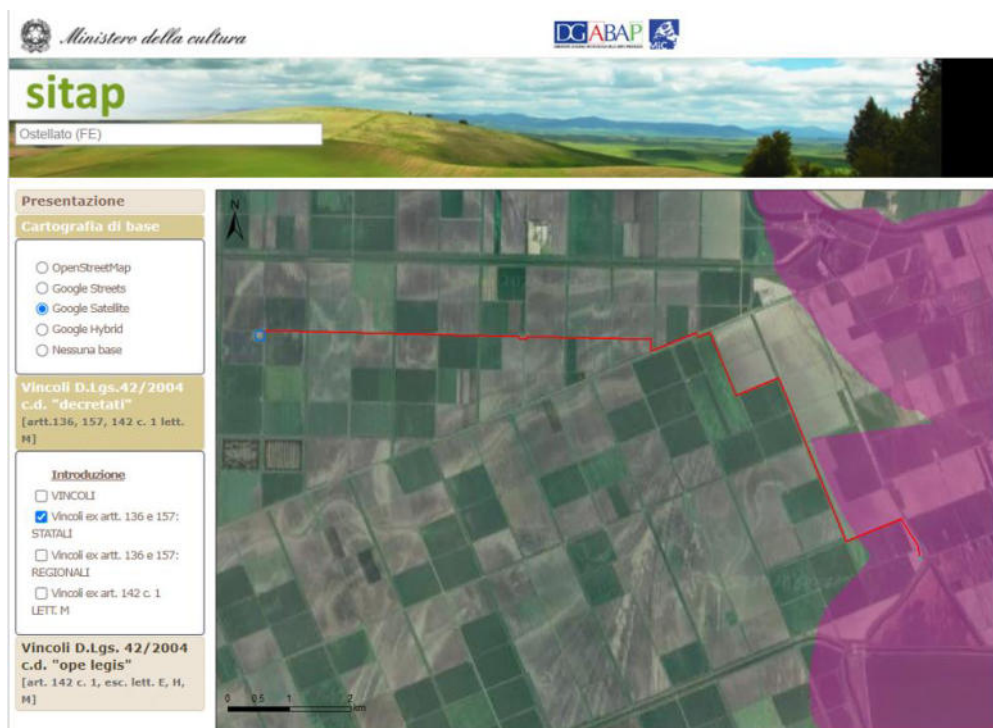 Ministero della cultura
DGABAP
MiC
sitap
Ostellato (FE)
Presentazione
Cartografia di base
OpenStreetMap
Google Streets
Google Satellite
Google Hybrid
Nessuna base
Vincoli D.Lgs.42/2004
c.d. "decretati"
[artt.136, 157, 142 c. 1 lett.
M]
Introduzione
VINCOLI
Vincoli ex artt. 136 e 157:
STATALI
Vincoli ex artt. 136 e 157:
REGIONALI
Vincoli ex art. 142 c. 1
LETT. M
Vincoli D.Lgs. 42/2004
c.d. "ope legis"
[art. 142 c. 1, esc. lett. E, H,
M]
N
0 0.5 1 2
km